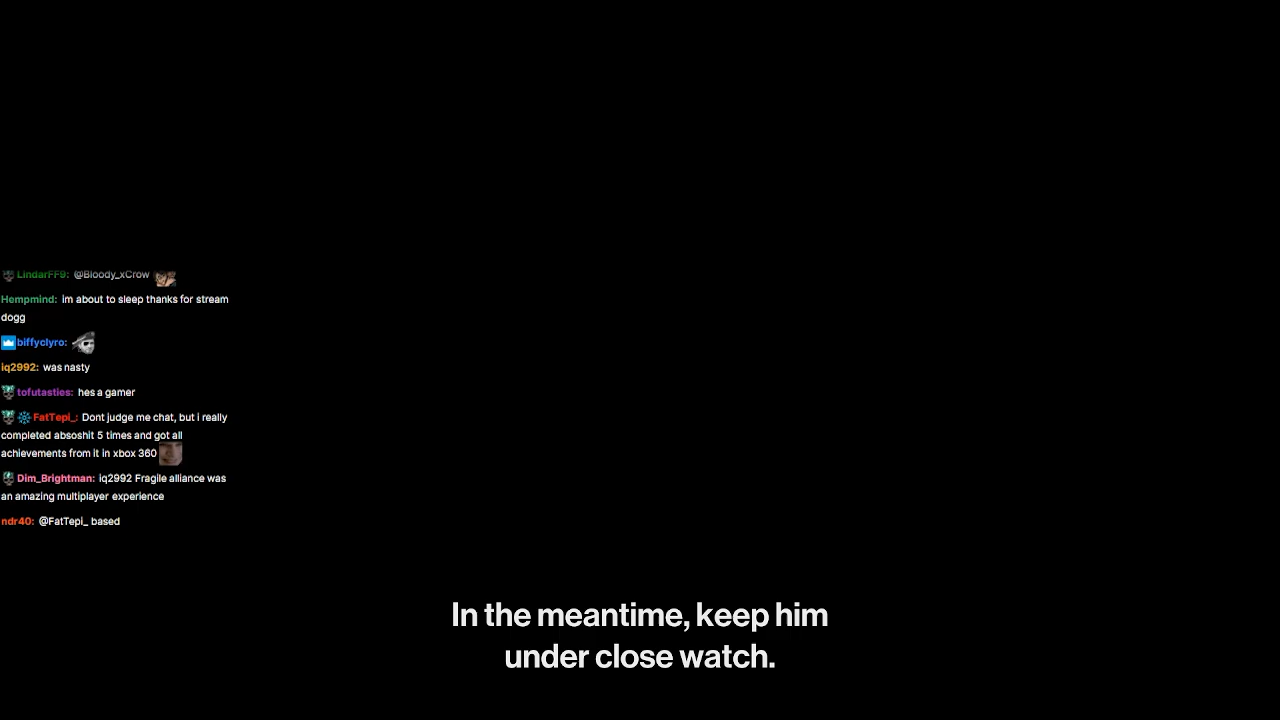 LindarFF9: @Bloody_xCrow
Hempmind: im about to sleep thanks for stream
dogg
biffyclyro:
iq2992: was nasty
tofutasties: hes a gamer
FatTepi_: Dont judge me chat, but i really
completed absoshit 5 times and got all
achievements from it in xbox 360
Dim_Brightman: iq2992 Fragile alliance was
an amazing multiplayer experience
ndr40: @FatTepi_ based
In the meantime, keep him
under close watch.